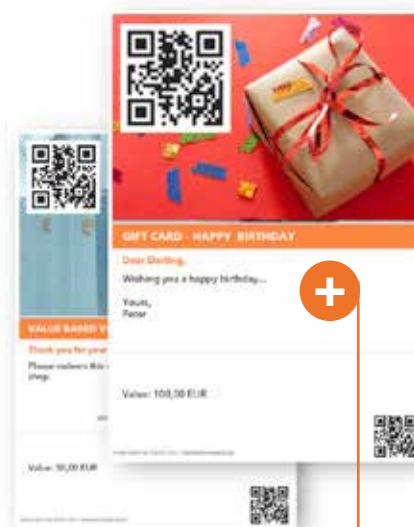 GIFT CARD - HAPPY BIRTHDAY
Dear Darling,
Wishing you a happy birthday...
Yours,
Peter
Value: 100,00 EUR
VALUE BASED
Thank you for your
Please redeem this
shop.
Value: 50,00 EUR
+